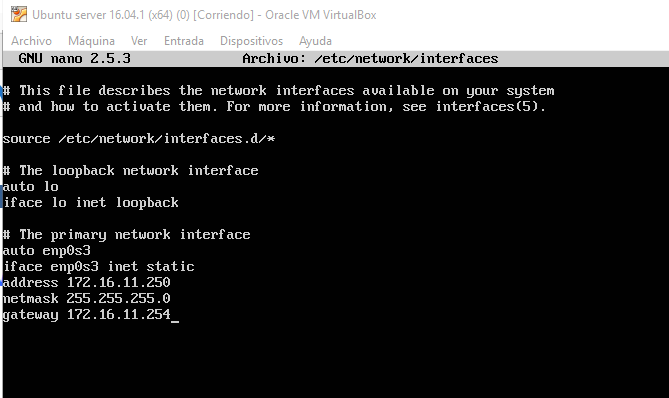 Ubuntu server 16.04.1 (x64) (0) [Corriendo] - Oracle VM VirtualBox
Archivo Máquina Ver Entrada Dispositivos Ayuda
GNU nano 2.5.3 Archivo: /etc/network/interfaces
# This file describes the network interfaces available on your system
# and how to activate them. For more information, see interfaces(5).
source /etc/network/interfaces.d/*
# The loopback network interface
auto lo
iface lo inet loopback
# The primary network interface
auto enp0s3
iface enp0s3 inet static
address 172.16.11.250
netmask 255.255.255.0
gateway 172.16.11.254_